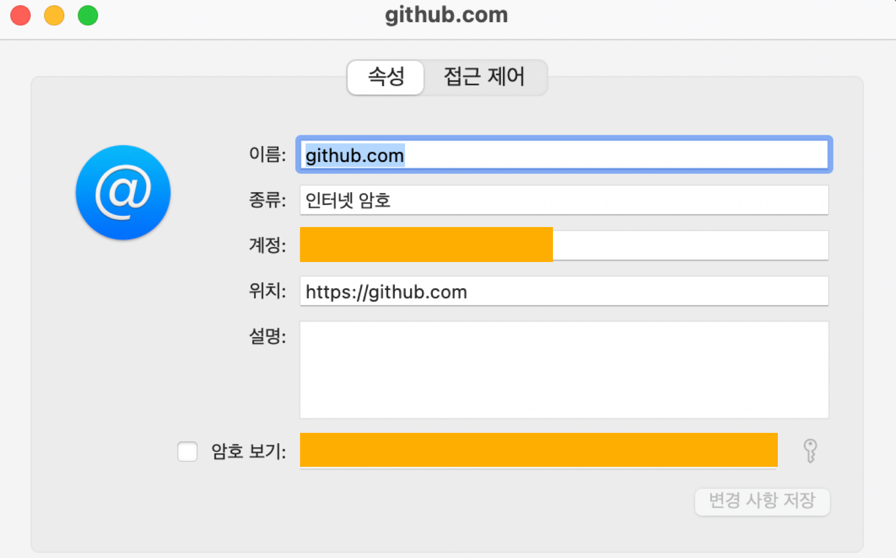 github.com
속성 접근 제어
이름: github.com
종류: 인터넷 암호
계정:
위치: https://github.com
설명:
암호 보기:
변경 사항 저장